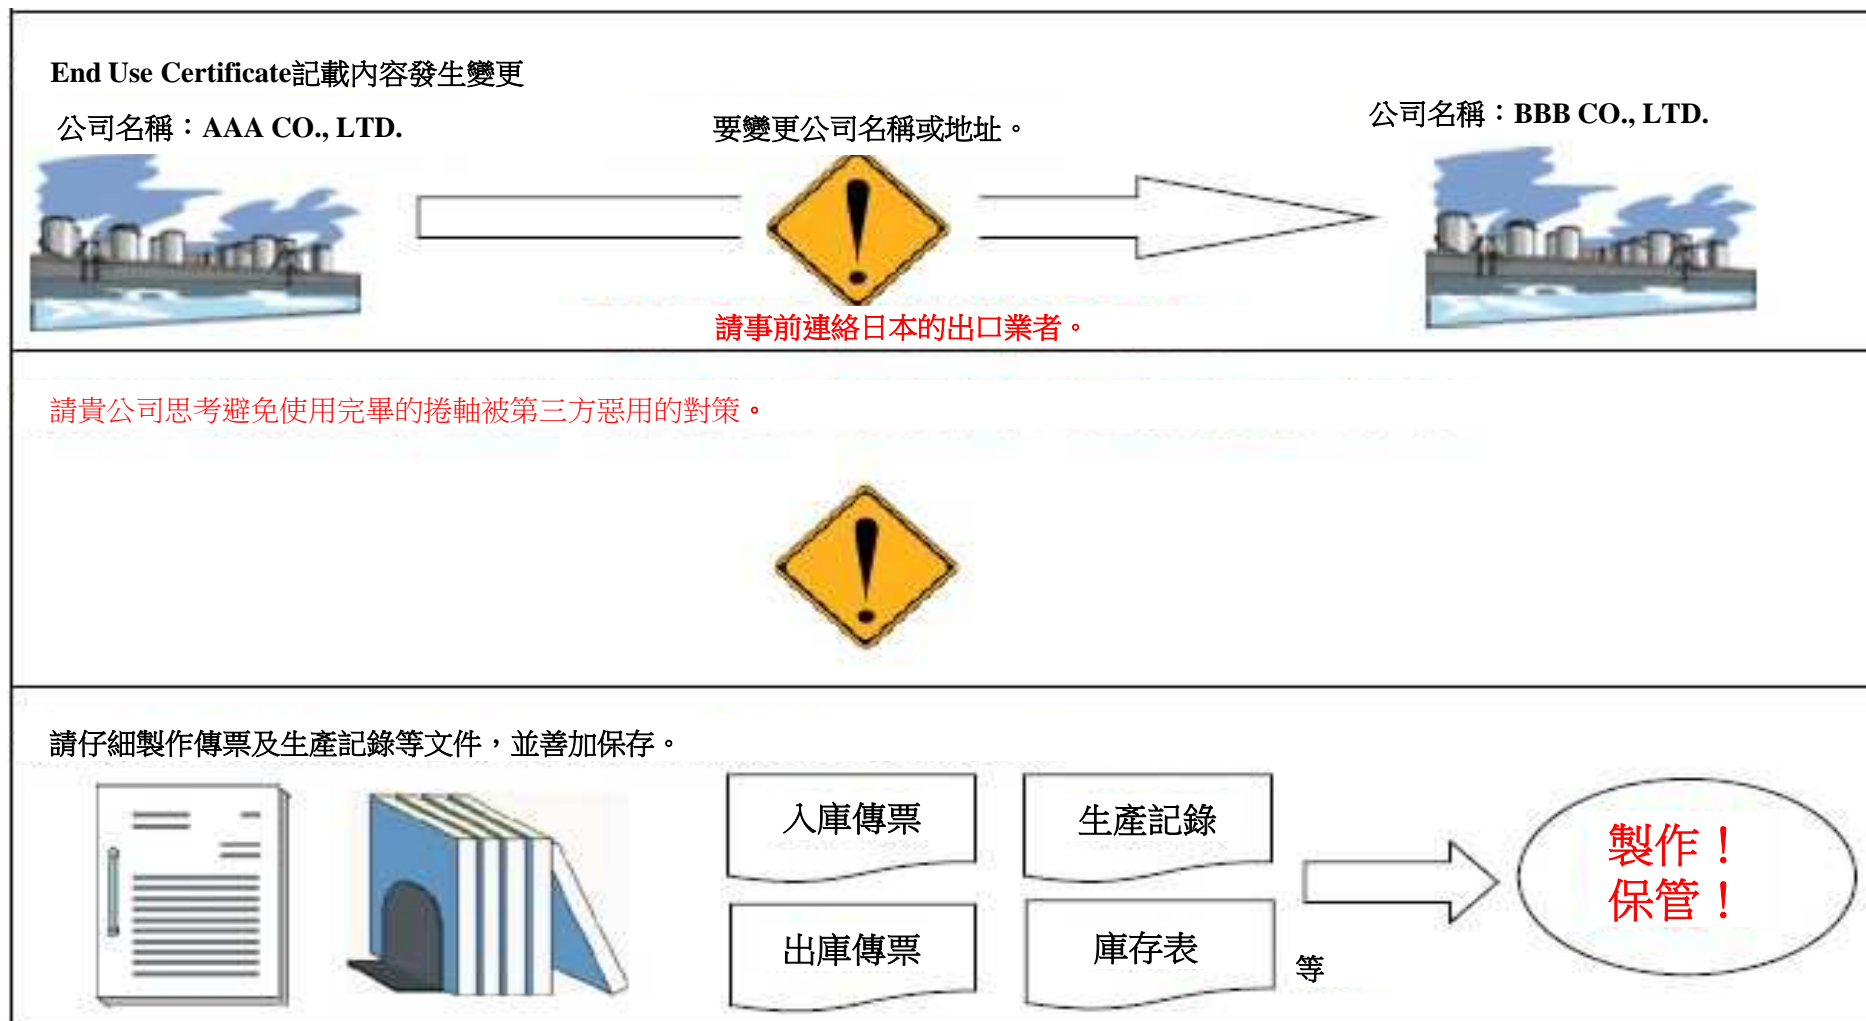 End Use Certificate記載內容發生變更
公司名稱：AAA CO., LTD.
要變更公司名稱或地址。
公司名稱：BBB CO., LTD.
請事前連絡日本的出口業者。
請貴公司思考避免使用完畢的捲軸被第三方惡用的對策。
請仔細製作傳票及生產記錄等文件，並善加保存。
入庫傳票
生產記錄
出庫傳票
庫存表
等
製作！
保管！